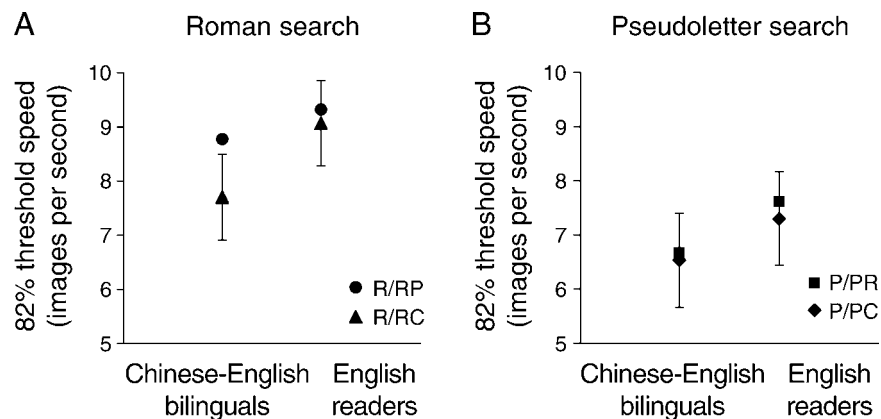 A
Roman search
82% threshold speed
(images per second)
10
9
8
7
6
5
R/RP
R/RC
Chinese-English
bilinguals
English
readers
B
Pseudoletter search
82% threshold speed
(images per second)
10
9
8
7
6
5
P/PR
P/PC
Chinese-English
bilinguals
English
readers